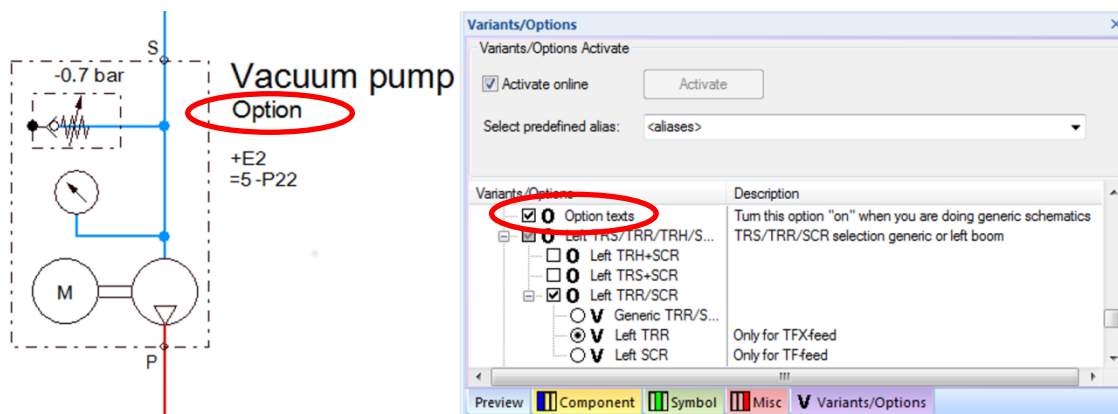 S
-0.7 bar
Vacuum pump
Option
+E2
=5 -P22
M
P
Variants/Options
Variants/Options Activate
Activate online
Activate
Select predefined alias:
<aliases>
Variants/Options
Description
O Option texts
Turn this option "on" when you are doing generic schematics
O Left TRS/TRR/TRH/S...
TRS/TRR/SCR selection generic or left boom
O Left TRH+SCR
O Left TRS+SCR
O Left TRR/SCR
V Generic TRR/S...
V Left TRR
Only for TFX-feed
V Left SCR
Only for TF-feed
Preview
Component
Symbol
Misc
V Variants/Options